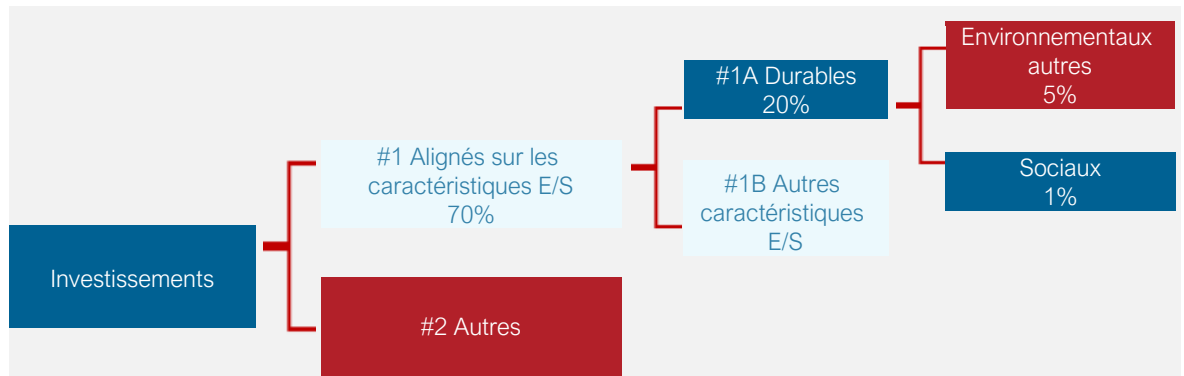 Investissements
#1 Alignés sur les
caractéristiques E/S
70%
#2 Autres
#1A Durables
20%
#1B Autres
caractéristiques
E/S
Environnementaux
autres
5%
Sociaux
1%